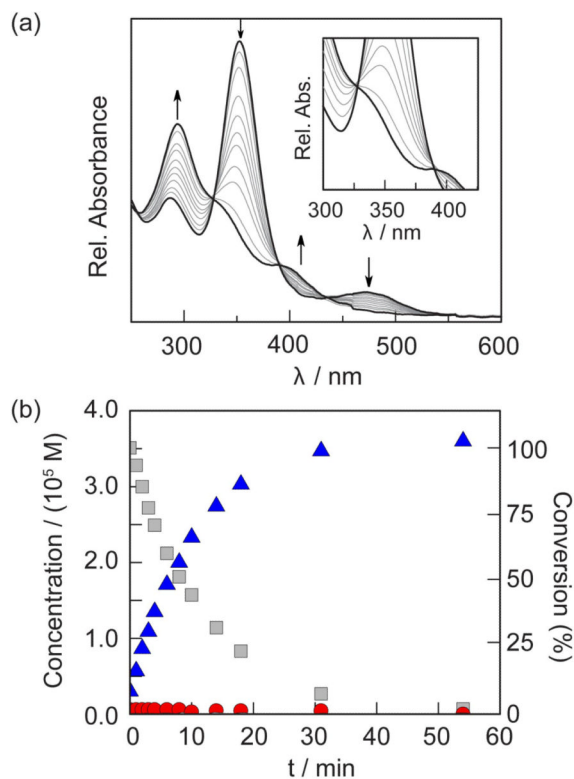 (a)
Rel. Absorbance
Rel. Abs.
300 350 400
λ / nm
300 400 500 600
λ / nm
(b)
Concentration / (10⁵ M)
4.0
3.0
2.0
1.0
0.0
100
75
50
25
0
Conversion (%)
0 10 20 30 40 50 60
t / min